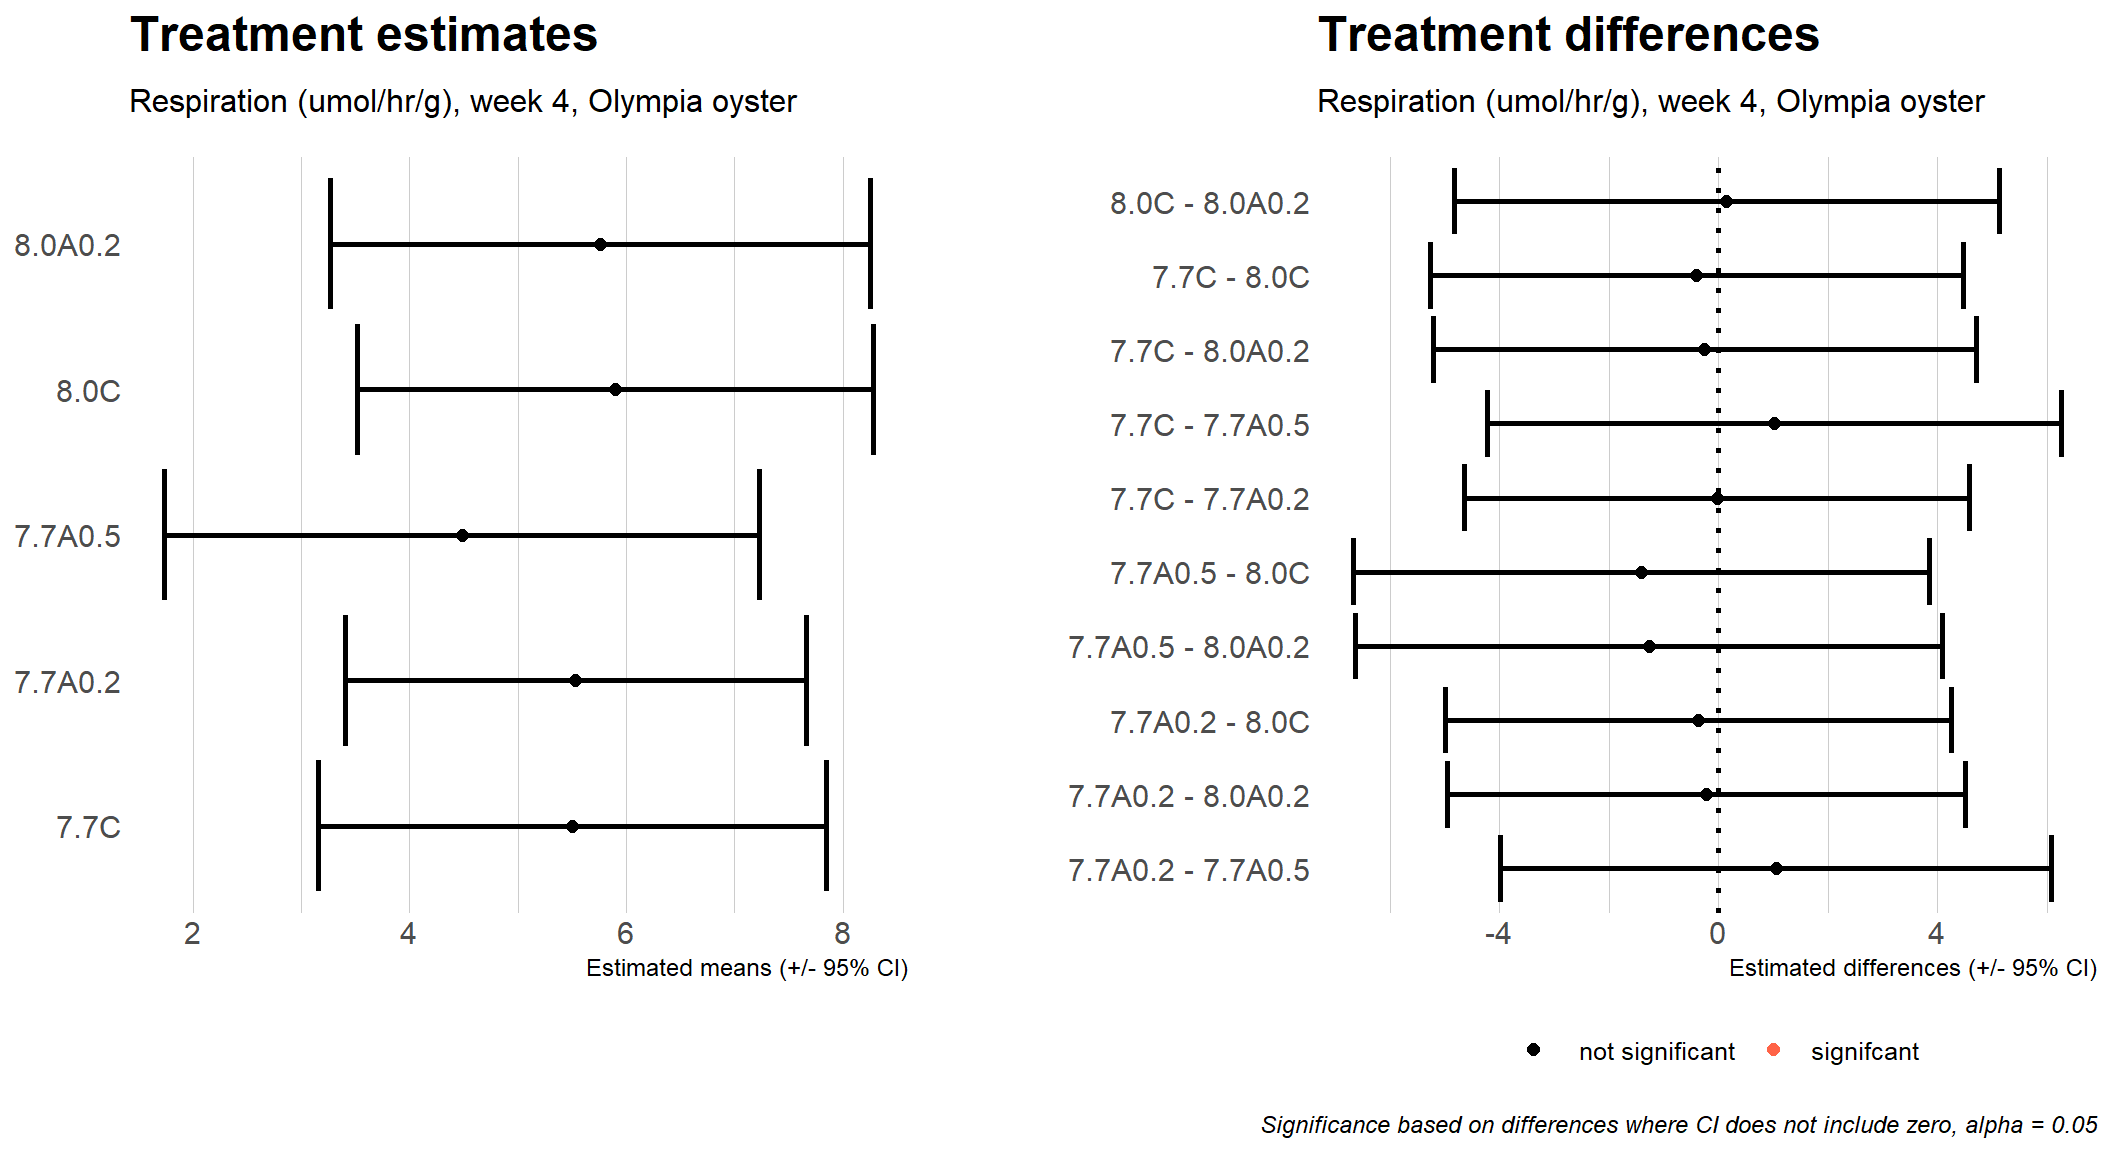 Treatment estimates
Respiration (umol/hr/g), week 4, Olympia oyster
8.0A0.2
8.0C
7.7A0.5
7.7A0.2
7.7C
2 4 6 8
Estimated means (+/- 95% CI)
Treatment differences
Respiration (umol/hr/g), week 4, Olympia oyster
8.0C - 8.0A0.2
7.7C - 8.0C
7.7C - 8.0A0.2
7.7C - 7.7A0.5
7.7C - 7.7A0.2
7.7A0.5 - 8.0C
7.7A0.5 - 8.0A0.2
7.7A0.2 - 8.0C
7.7A0.2 - 8.0A0.2
7.7A0.2 - 7.7A0.5
-4 0 4
Estimated differences (+/- 95% CI)
not significant signifcant
Significance based on differences where CI does not include zero, alpha = 0.05